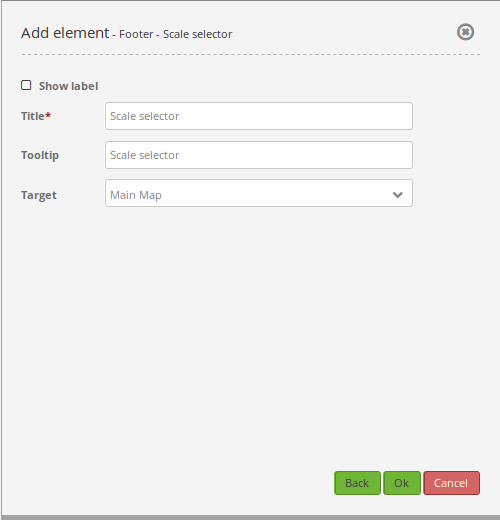 Add element - Footer - Scale selector
Show label
Title* Scale selector
Tooltip Scale selector
Target Main Map
Back Ok Cancel